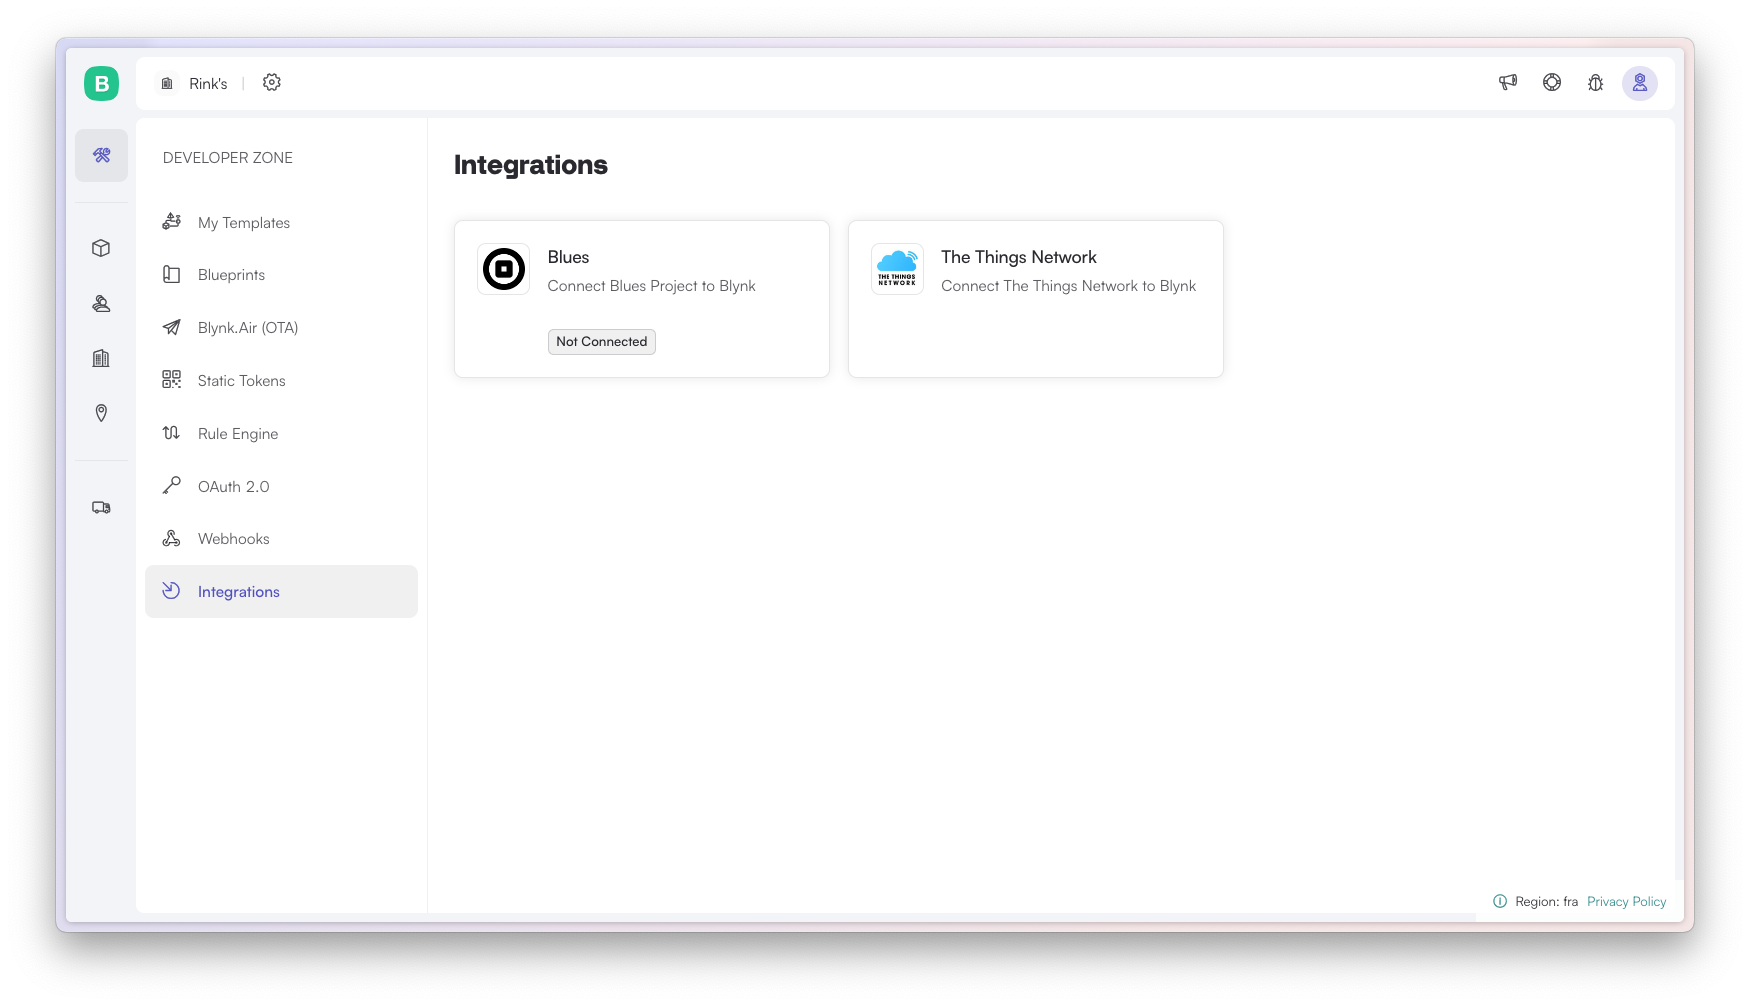 B
Rink's
DEVELOPER ZONE
My Templates
Blueprints
Blynk.Air (OTA)
Static Tokens
Rule Engine
OAuth 2.0
Webhooks
Integrations
Integrations
Blues
Connect Blues Project to Blynk
Not Connected
THE THINGS
NETWORK
The Things Network
Connect The Things Network to Blynk
Region: fra Privacy Policy